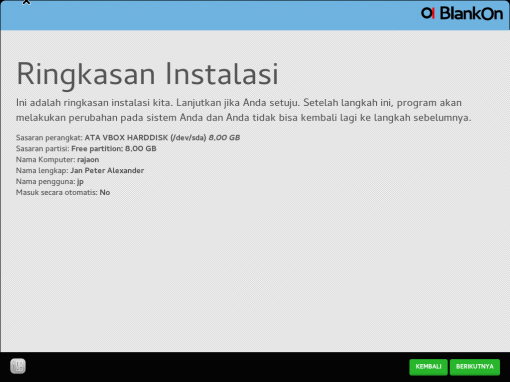 BlankOn
Ringkasan Instalasi
Ini adalah ringkasan instalasi kita. Lanjutkan jika Anda setuju. Setelah langkah ini, program akan
melakukan perubahan pada sistem Anda dan Anda tidak bisa kembali lagi ke langkah sebelumnya.
Sasaran perangkat: ATA VBOX HARDDISK (/dev/sda) 8.00 GB
Sasaran partisi: Free partition: 8.00 GB
Nama Komputer: rajaon
Nama lengkap: Jan Peter Alexander
Nama pengguna: jp
Masuk secara otomatis: No
KEMBALI BERIKUTNYA